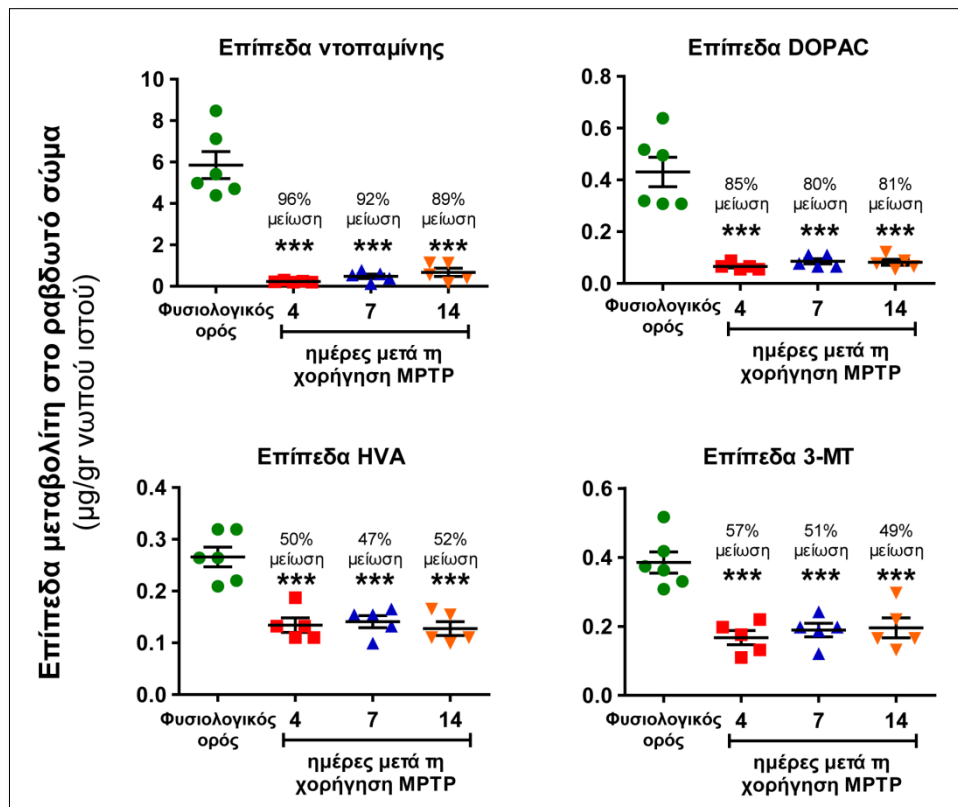 Επίπεδα μεταβολίτη στο ραβδωτό σώμα
(μg/gr νωπού ιστού)
Επίπεδα ντοπαμίνης
10
8
6
4
2
0
96%
μείωση
92%
μείωση
89%
μείωση
***
***
***
Φυσιολογικός
ορός
4
7
14
ημέρες μετά τη
χορήγηση MPTP
Επίπεδα DOPAC
0.8
0.6
0.4
0.2
0.0
85%
μείωση
80%
μείωση
81%
μείωση
***
***
***
Φυσιολογικός
ορός
4
7
14
ημέρες μετά τη
χορήγηση MPTP
Επίπεδα HVA
0.4
0.3
0.2
0.1
0.0
50%
μείωση
47%
μείωση
52%
μείωση
***
***
***
Φυσιολογικός
ορός
4
7
14
ημέρες μετά τη
χορήγηση MPTP
Επίπεδα 3-MT
0.6
0.4
0.2
0.0
57%
μείωση
51%
μείωση
49%
μείωση
***
***
***
Φυσιολογικός
ορός
4
7
14
ημέρες μετά τη
χορήγηση MPTP